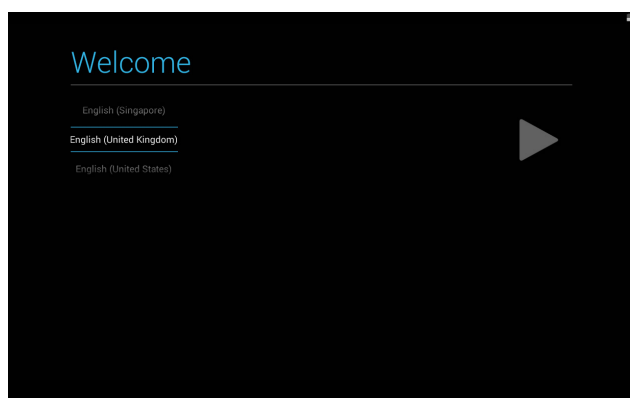 Welcome
English (Singapore)
English (United Kingdom)
English (United States)